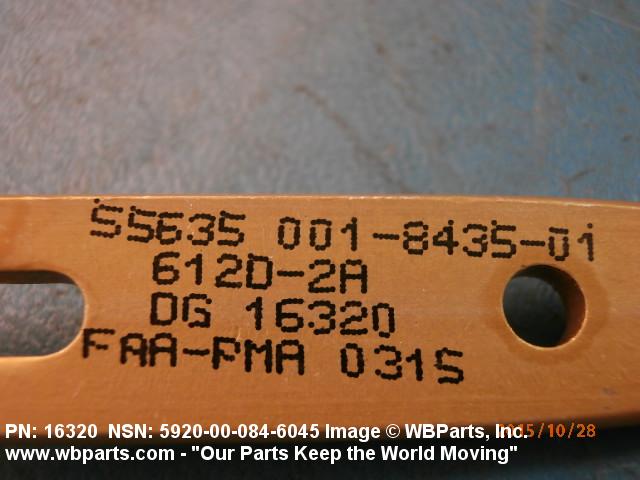 S5635 001-8435-01
612D-2A
DG 16320
FAA-PMA 031S
PN: 16320 NSN: 5920-00-084-6045 Image © WBParts, Inc.
www.wbparts.com - "Our Parts Keep the World Moving"